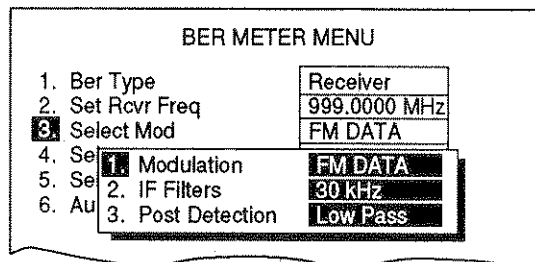 BER METER MENU
1. Ber Type Receiver
2. Set Rcvr Freq 999.0000 MHz
3. Select Mod FM DATA
4. Se
5. Se
6. Au
1. Modulation FM DATA
2. IF Filters 30 kHz
3. Post Detection Low Pass